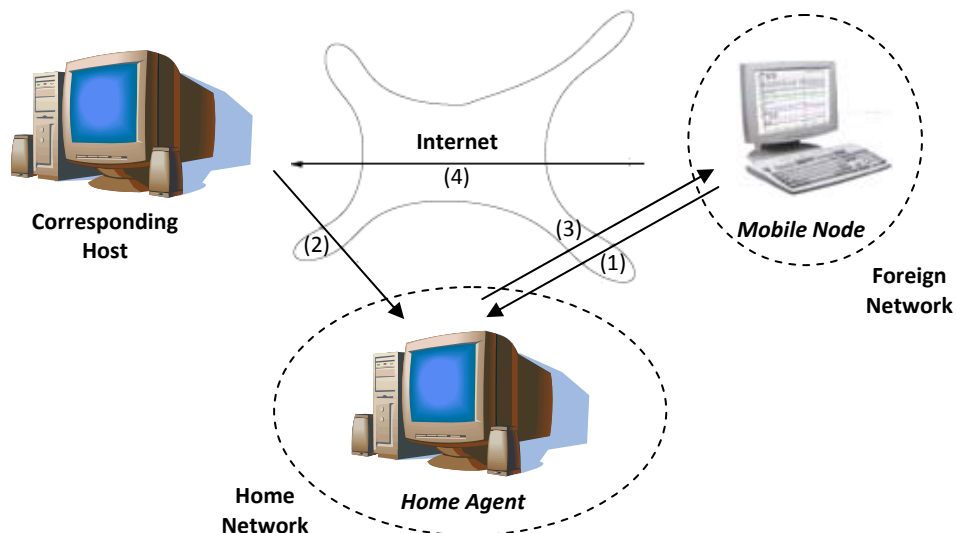 Internet
(4)
Corresponding
Host
(2)
(3)
(1)
Mobile Node
Foreign
Network
Home
Network
Home Agent